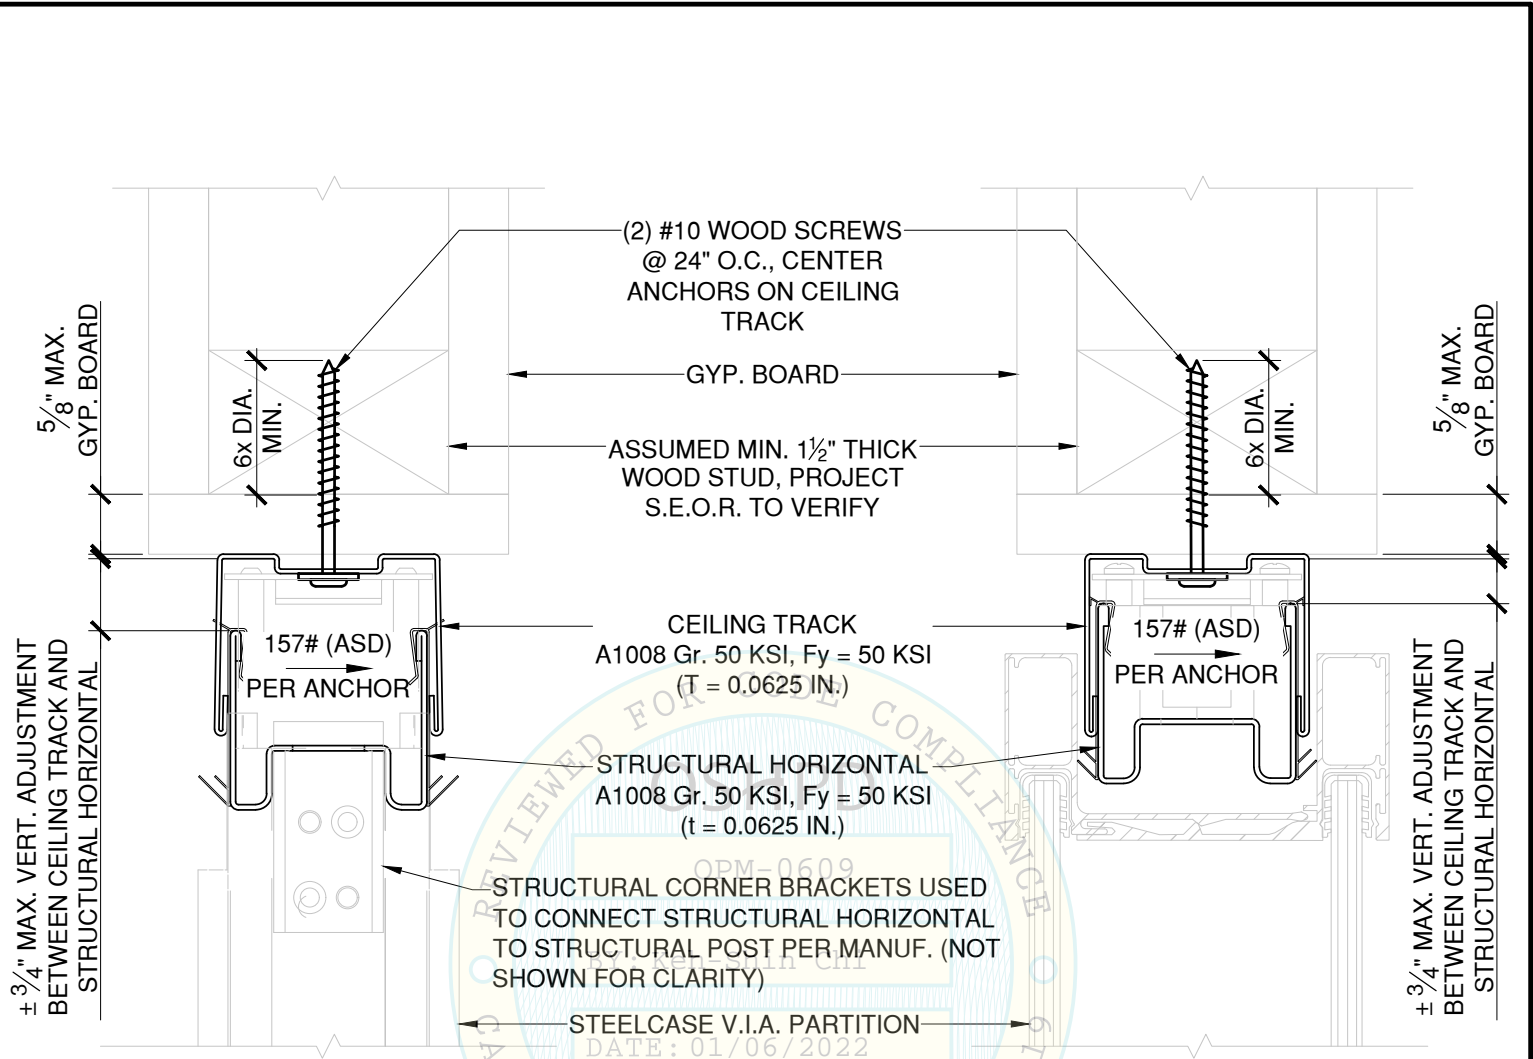 (2) #10 WOOD SCREWS
@ 24" O.C., CENTER
ANCHORS ON CEILING
TRACK
5/8" MAX.
GYP. BOARD
6x DIA.
MIN.
GYP. BOARD
6x DIA.
MIN.
5/8" MAX.
GYP. BOARD
ASSUMED MIN. 1½" THICK
WOOD STUD, PROJECT
S.E.O.R. TO VERIFY
± 3/4" MAX. VERT. ADJUSTMENT
BETWEEN CEILING TRACK AND
STRUCTURAL HORIZONTAL
157# (ASD)
PER ANCHOR
CEILING TRACK
A1008 Gr. 50 KSI, Fy = 50 KSI
(T = 0.0625 IN.)
157# (ASD)
PER ANCHOR
± 3/4" MAX. VERT. ADJUSTMENT
BETWEEN CEILING TRACK AND
STRUCTURAL HORIZONTAL
STRUCTURAL HORIZONTAL
A1008 Gr. 50 KSI, Fy = 50 KSI
(t = 0.0625 IN.)
STRUCTURAL CORNER BRACKETS USED
TO CONNECT STRUCTURAL HORIZONTAL
TO STRUCTURAL POST PER MANUF. (NOT
SHOWN FOR CLARITY)
STEELCASE V.I.A. PARTITION
REVIEWED FOR CODE COMPLIANCE
OSHPD
OPM-0609
BY: Ken-Shin Chi
DATE: 01/06/2022